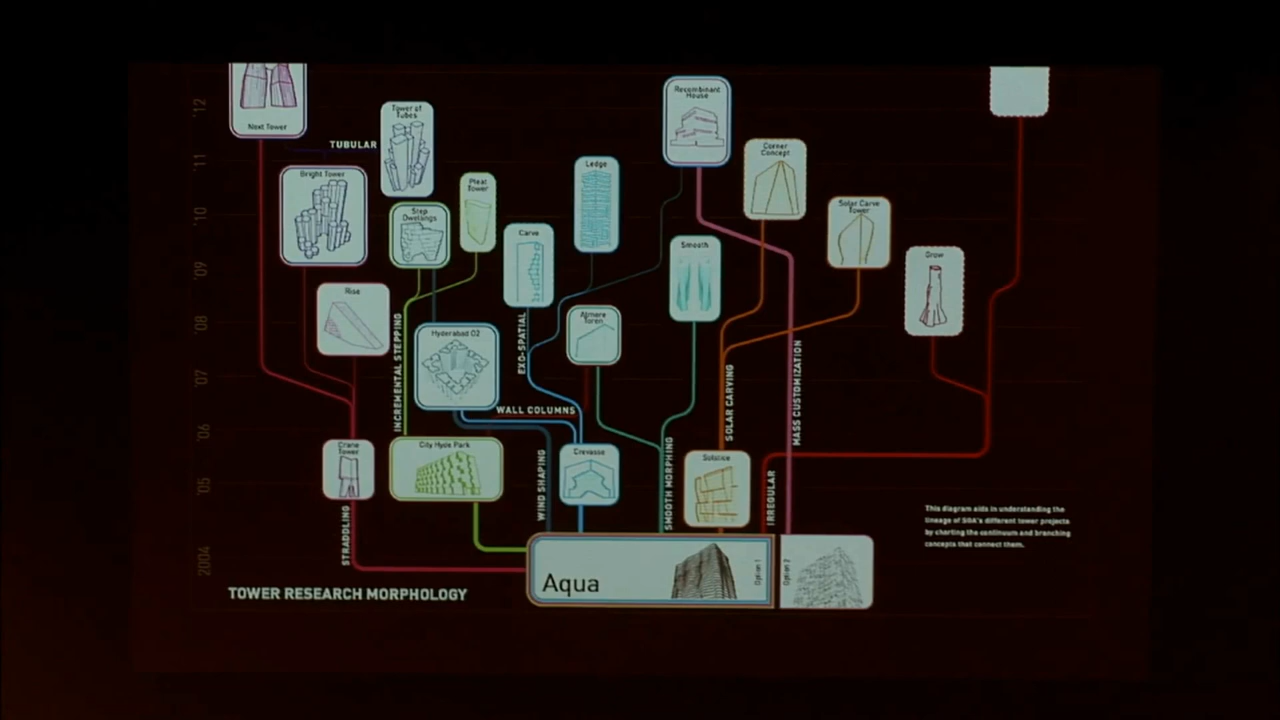 '12
Next Tower
TUBULAR
Tower of
Tubes
Recombinant
House
Corner
Concept
'11
Bright Tower
Pleat
Tower
Ledge
'10
Step
Dwellings
Carve
Smooth
Solar Carve
Tower
Grow
'09
Rise
'08
INCREMENTAL STEPPING
Hyderabad O2
EXO-SPATIAL
Almere
Toren
SOLAR CARVING
MASS CUSTOMIZATION
'07
WALL COLUMNS
'06
Crane
Tower
City Hyde Park
WIND SHAPING
Crevasse
SMOOTH MORPHING
Solstice
IRREGULAR
'05
STRADDLING
This diagram aids in understanding the
lineage of SGA's different tower projects
by charting the continuum and branching
concepts that connect them.
2004
Aqua
Option 1
Option 2
TOWER RESEARCH MORPHOLOGY